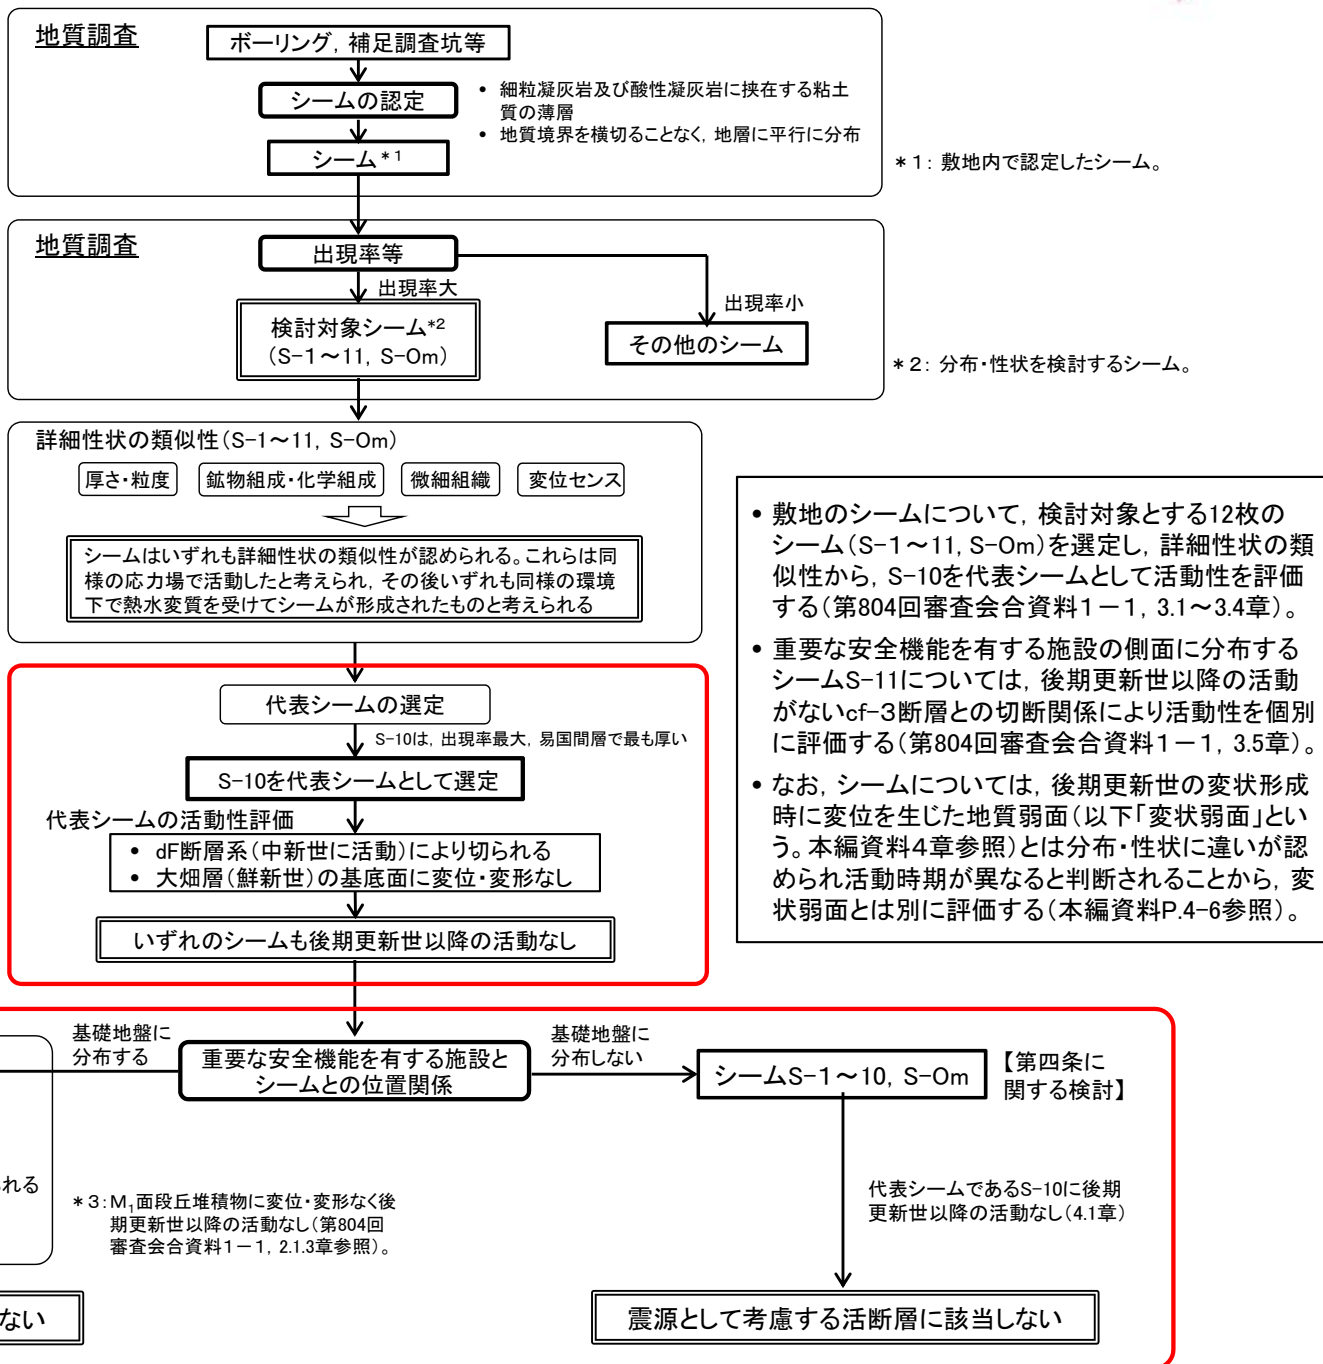 地質調査
ボーリング, 補足調査坑等
シームの認定
• 細粒凝灰岩及び酸性凝灰岩に挟在する粘土
質の薄層
• 地質境界を横切ることなく, 地層に平行に分布
シーム*1
*1: 敷地内で認定したシーム。
地質調査
出現率等
出現率大
出現率小
検討対象シーム*2
(S-1～11, S-Om)
その他のシーム
*2: 分布・性状を検討するシーム。
詳細性状の類似性(S-1～11, S-Om)
厚さ・粒度
鉱物組成・化学組成
微細組織
変位センス
シームはいずれも詳細性状の類似性が認められる。これらは同
様の応力場で活動したと考えられ, その後いずれも同様の環境
下で熱水変質を受けてシームが形成されたものと考えられる
• 敷地のシームについて, 検討対象とする12枚の
シーム(S-1～11, S-Om)を選定し, 詳細性状の類
似性から, S-10を代表シームとして活動性を評価
する(第804回審査会合資料1-1, 3.1～3.4章)。
• 重要な安全機能を有する施設の側面に分布する
シームS-11については, 後期更新世以降の活動
がないcf-3断層との切断関係により活動性を個別
に評価する(第804回審査会合資料1-1, 3.5章)。
• なお, シームについては, 後期更新世の変状形成
時に変位を生じた地質弱面(以下「変状弱面」とい
う。本編資料4章参照)とは分布・性状に違いが認
められ活動時期が異なると判断されることから, 変
状弱面とは別に評価する(本編資料P.4-6参照)。
代表シームの選定
S-10は, 出現率最大, 易国間層で最も厚い
S-10を代表シームとして選定
代表シームの活動性評価
• dF断層系(中新世に活動)により切られる
• 大畑層(鮮新世)の基底面に変位・変形なし
いずれのシームも後期更新世以降の活動なし
基礎地盤に
分布する
重要な安全機能を有する施設と
シームとの位置関係
基礎地盤に
分布しない
シームS-1～10, S-Om
【第四条に
関する検討】
れる
*3: M1面段丘堆積物に変位・変形なく後
期更新世以降の活動なし(第804回
審査会合資料1-1, 2.1.3章参照)。
代表シームであるS-10に後期
更新世以降の活動なし(4.1章)
ない
震源として考慮する活断層に該当しない